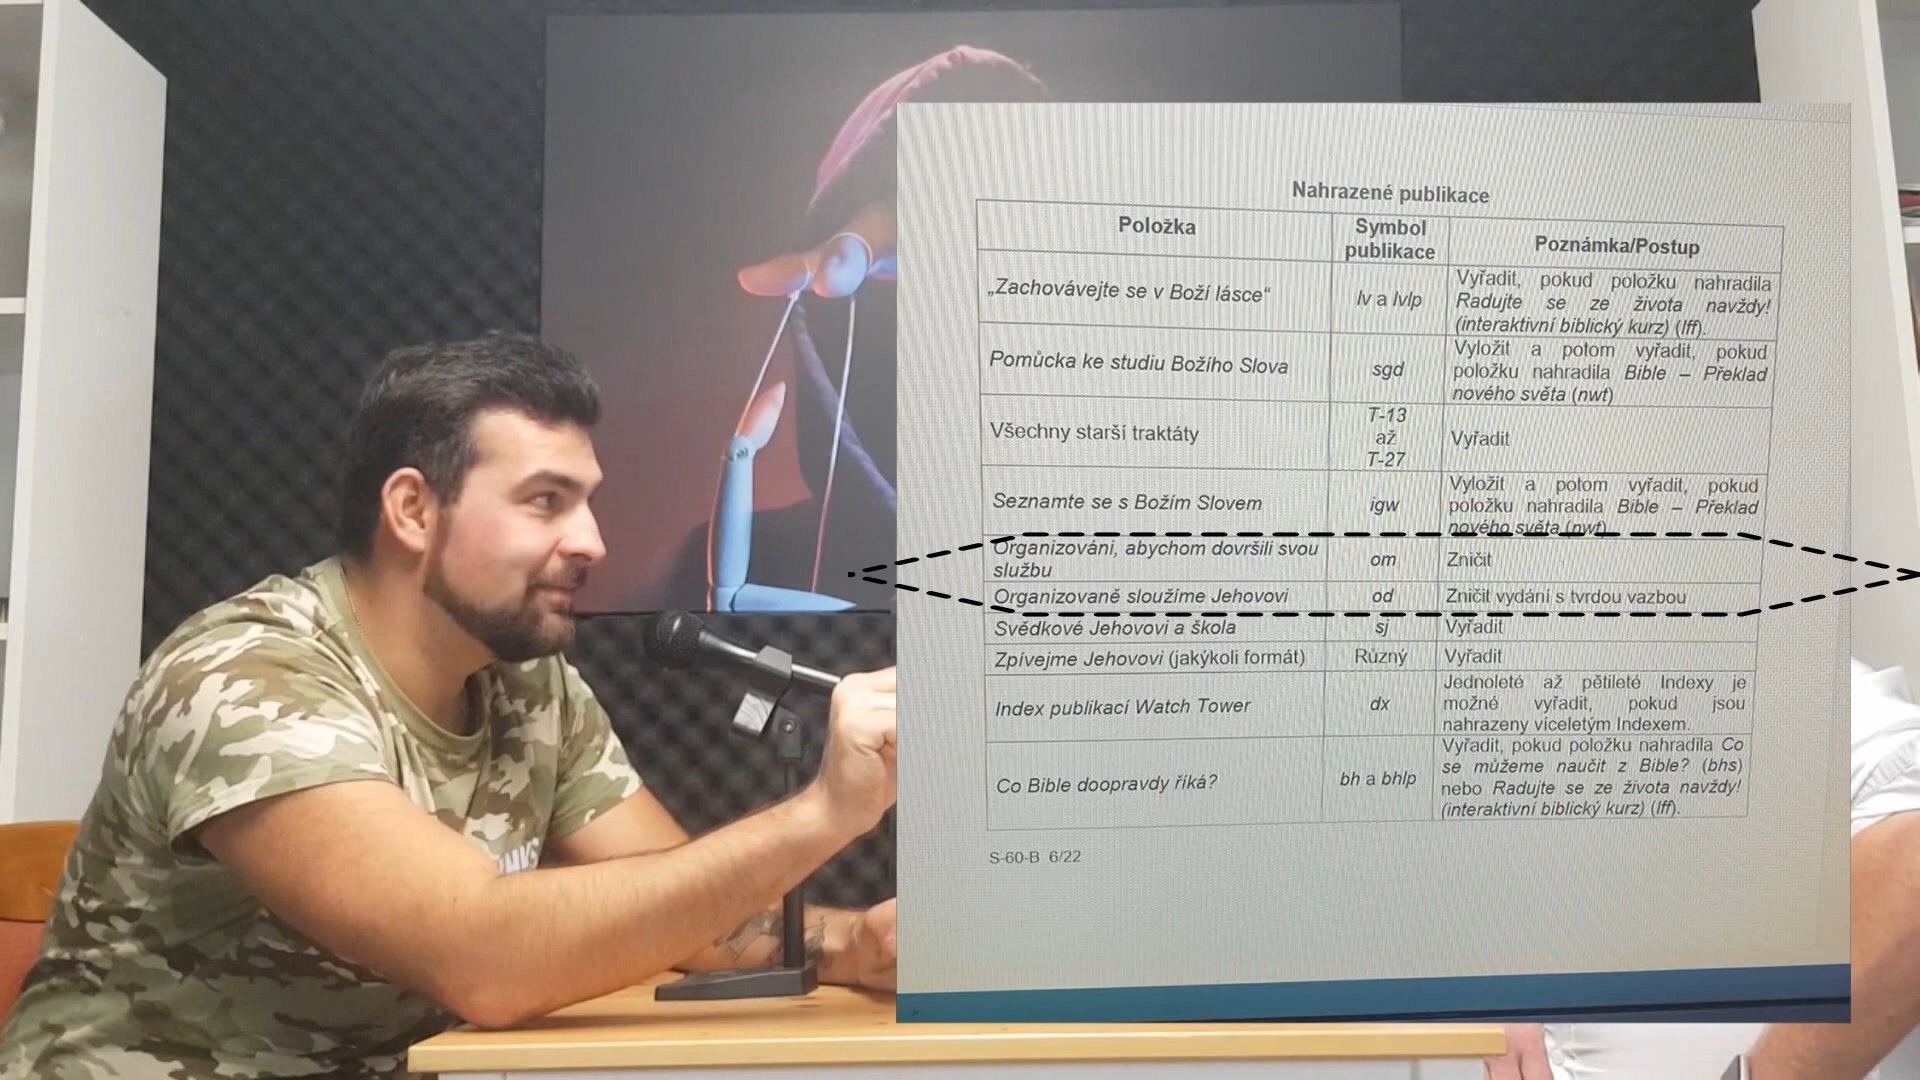 Nahrazené publikace
Položka
Symbol
publikace
Poznámka/Postup
„Zachovávejte se v Boží lásce“
lv a lvlp
Vyřadit, pokud položku nahradila
Radujte se ze života navždy!
(interaktivní biblický kurz) (lff).
Pomůcka ke studiu Božího Slova
sgd
Vyložit a potom vyřadit, pokud
položku nahradila Bible – Překlad
nového světa (nwt)
Všechny starší traktáty
T-13
až
T-27
Vyřadit
Seznamte se s Božím Slovem
igw
Vyložit a potom vyřadit, pokud
položku nahradila Bible – Překlad
nového světa (nwt)
Organizováni, abychom dovršili svou
službu
om
Zničit
Organizovaně sloužíme Jehovovi
od
Zničit vydání s tvrdou vazbou
Svědkové Jehovovi a škola
sj
Vyřadit
Zpívejme Jehovovi (jakýkoli formát)
Různý
Vyřadit
Index publikací Watch Tower
dx
Jednoleté až pětileté Indexy je
možné vyřadit, pokud jsou
nahrazeny víceletým Indexem.
Co Bible doopravdy říká?
bh a bhlp
Vyřadit, pokud položku nahradila Co
se můžeme naučit z Bible? (bhs)
nebo Radujte se ze života navždy!
(interaktivní biblický kurz) (lff).
S-60-B 6/22